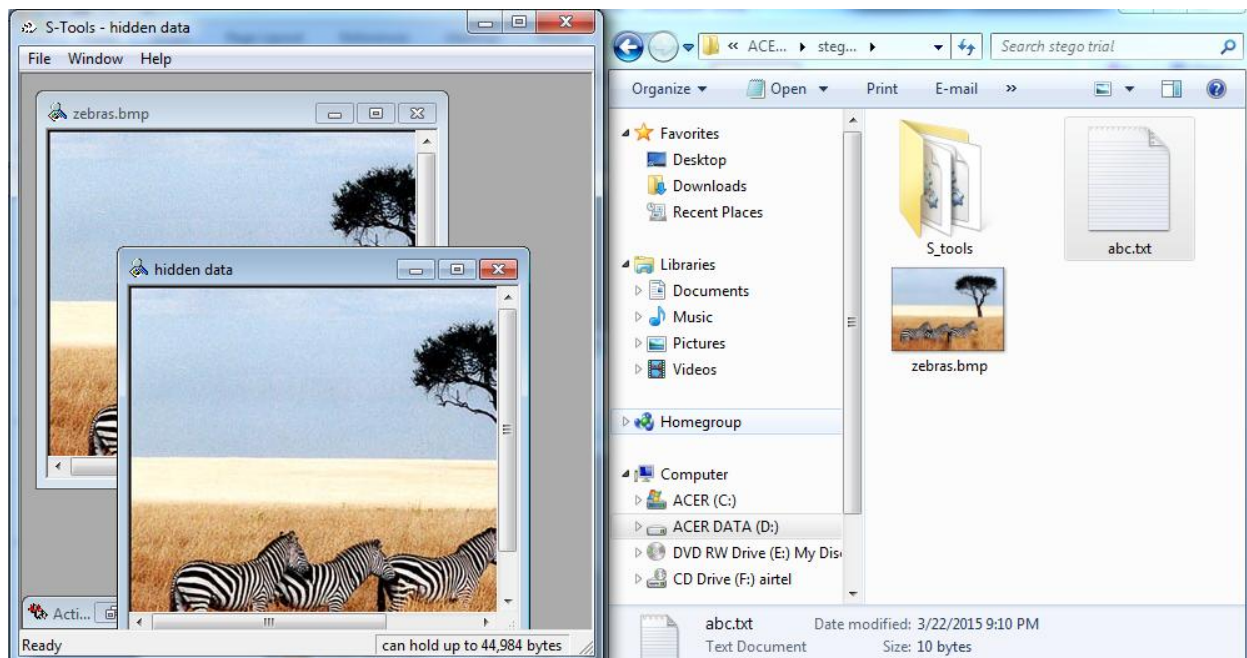 S-Tools - hidden data
File Window Help
zebras.bmp
hidden data
Acti...
Ready
can hold up to 44,984 bytes
« ACE... steg...
Search stego trial
Organize Open Print E-mail »
Favorites
Desktop
Downloads
Recent Places
Libraries
Documents
Music
Pictures
Videos
Homegroup
Computer
ACER (C:)
ACER DATA (D:)
DVD RW Drive (E:) My Dis
CD Drive (F:) airtel
S_tools
abc.txt
zebras.bmp
abc.txt Date modified: 3/22/2015 9:10 PM
Text Document Size: 10 bytes